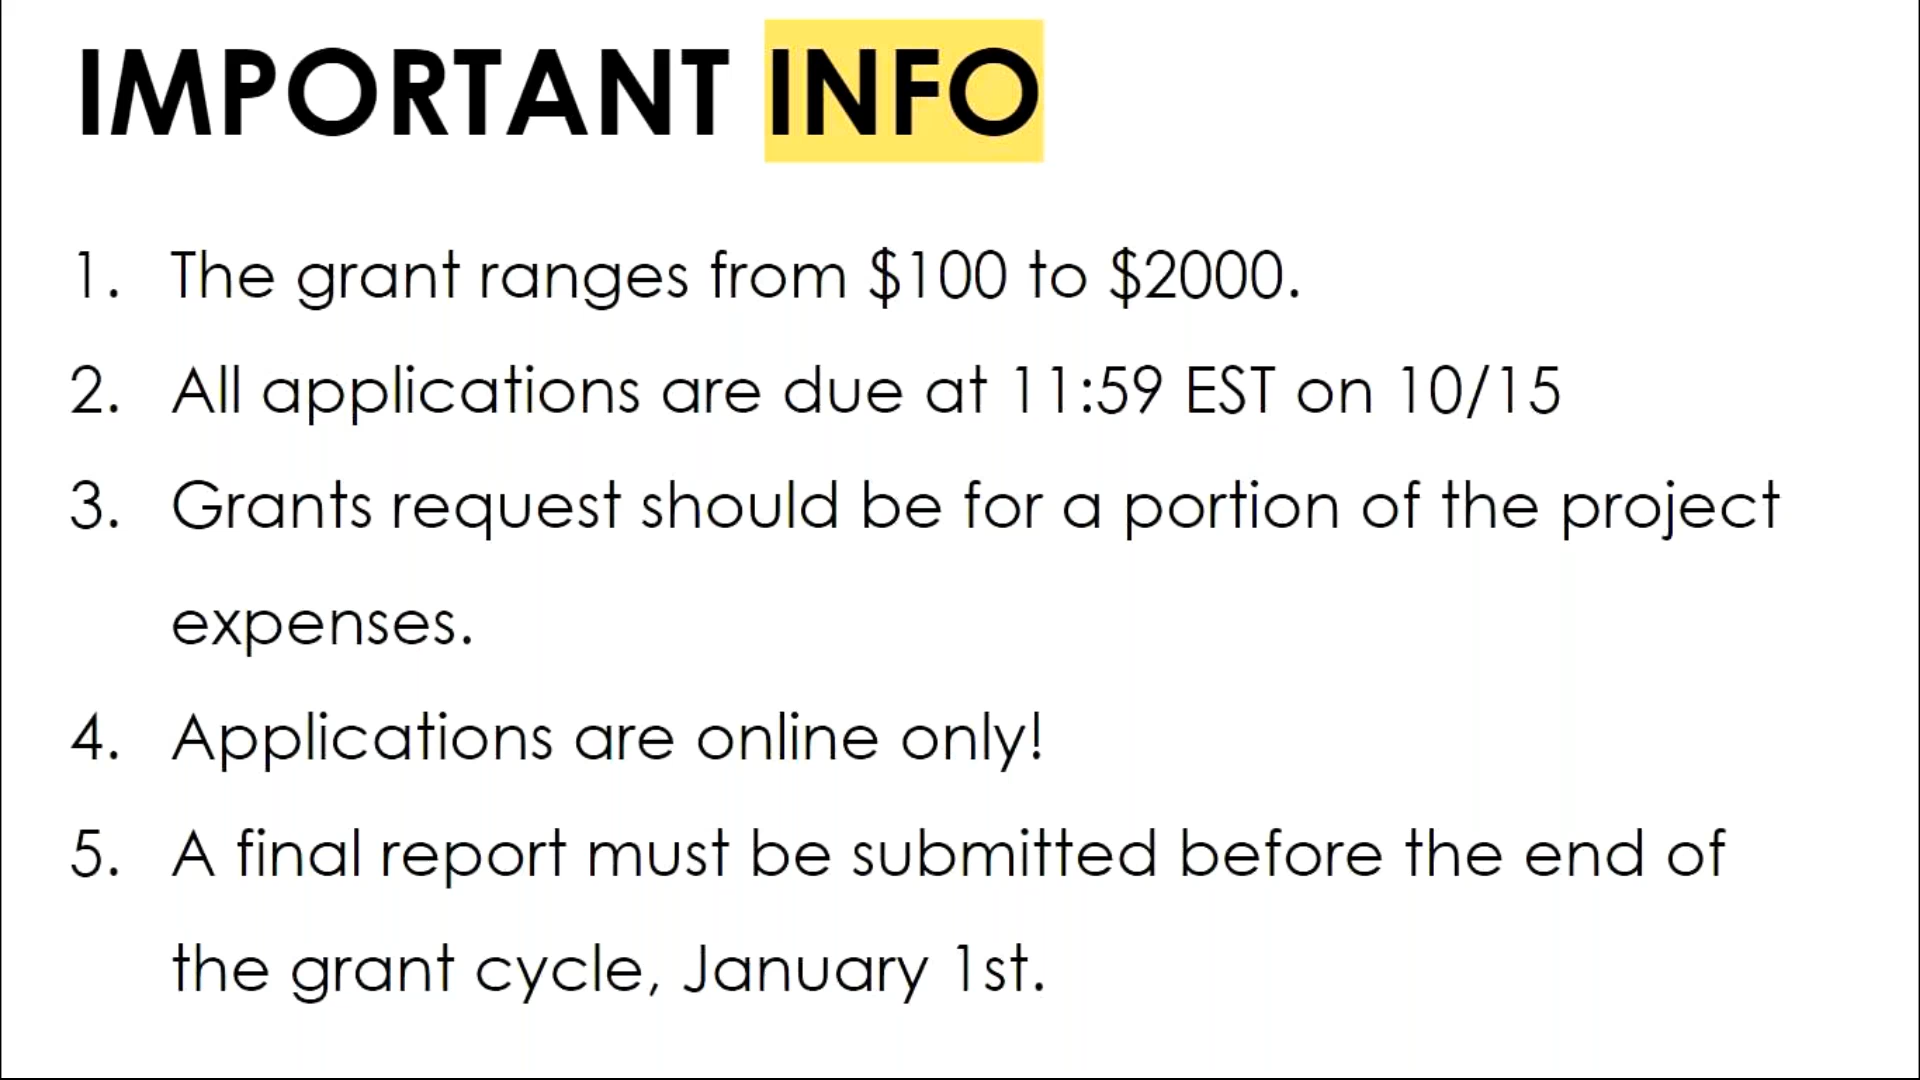 IMPORTANT INFO
1. The grant ranges from $100 to $2000.
2. All applications are due at 11:59 EST on 10/15
3. Grants request should be for a portion of the project
expenses.
4. Applications are online only!
5. A final report must be submitted before the end of
the grant cycle, January 1st.